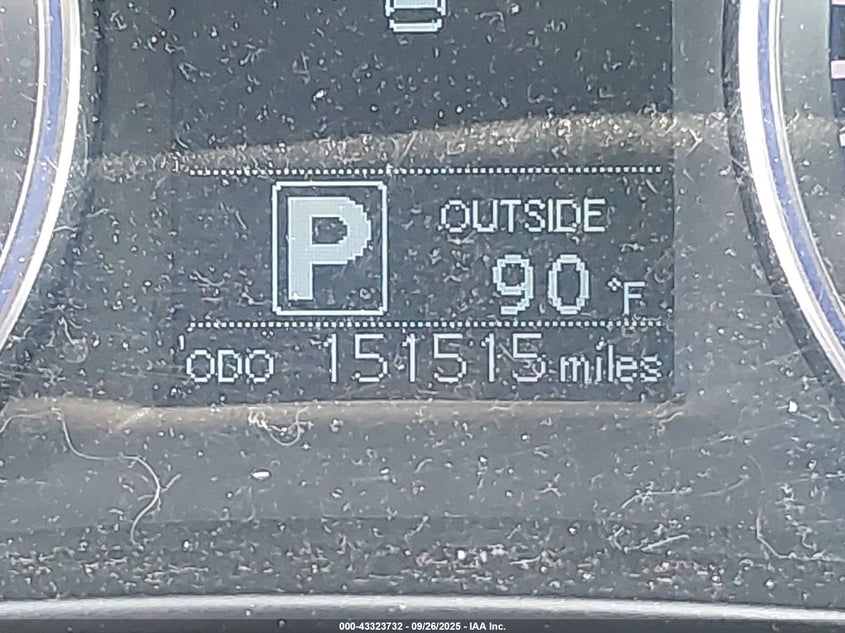 P
OUTSIDE
90 °F
ODO 151515 miles
000-43323732 - 09/26/2025 - IAA Inc.